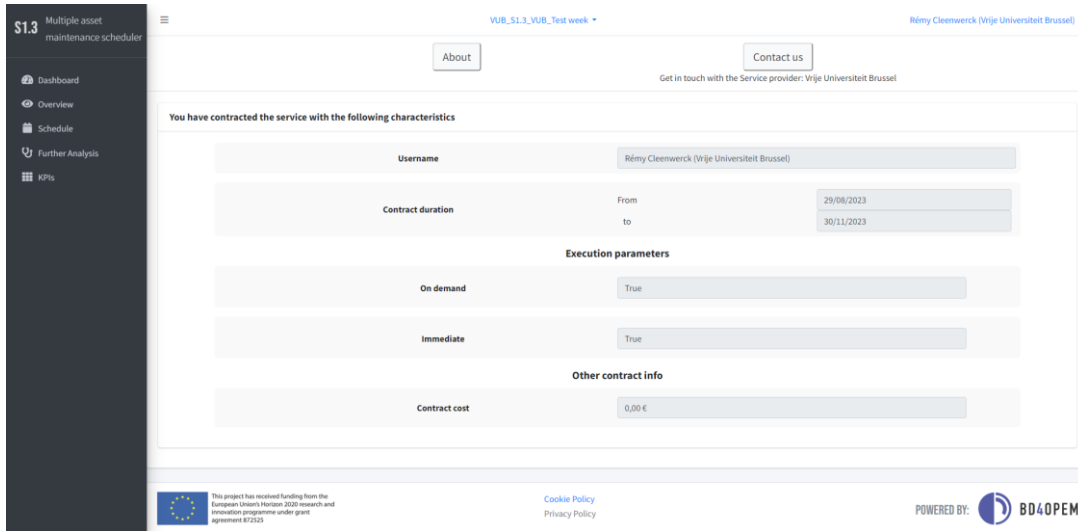 S1.3
Multiple asset
maintenance scheduler
Dashboard
Overview
Schedule
Further Analysis
KPIs
VUB_S1.3_VUB_Test week
Rémy Cleenwerck (Vrije Universiteit Brussel)
About
Contact us
Get in touch with the Service provider: Vrije Universiteit Brussel
You have contracted the service with the following characteristics
Username
Rémy Cleenwerck (Vrije Universiteit Brussel)
Contract duration
From
29/08/2023
to
30/11/2023
Execution parameters
On demand
True
Immediate
True
Other contract info
Contract cost
0,00 €
This project has received funding from the
European Union's Horizon 2020 research and
innovation programme under grant
agreement 872525
Cookie Policy
Privacy Policy
POWERED BY:
BD4OPEM